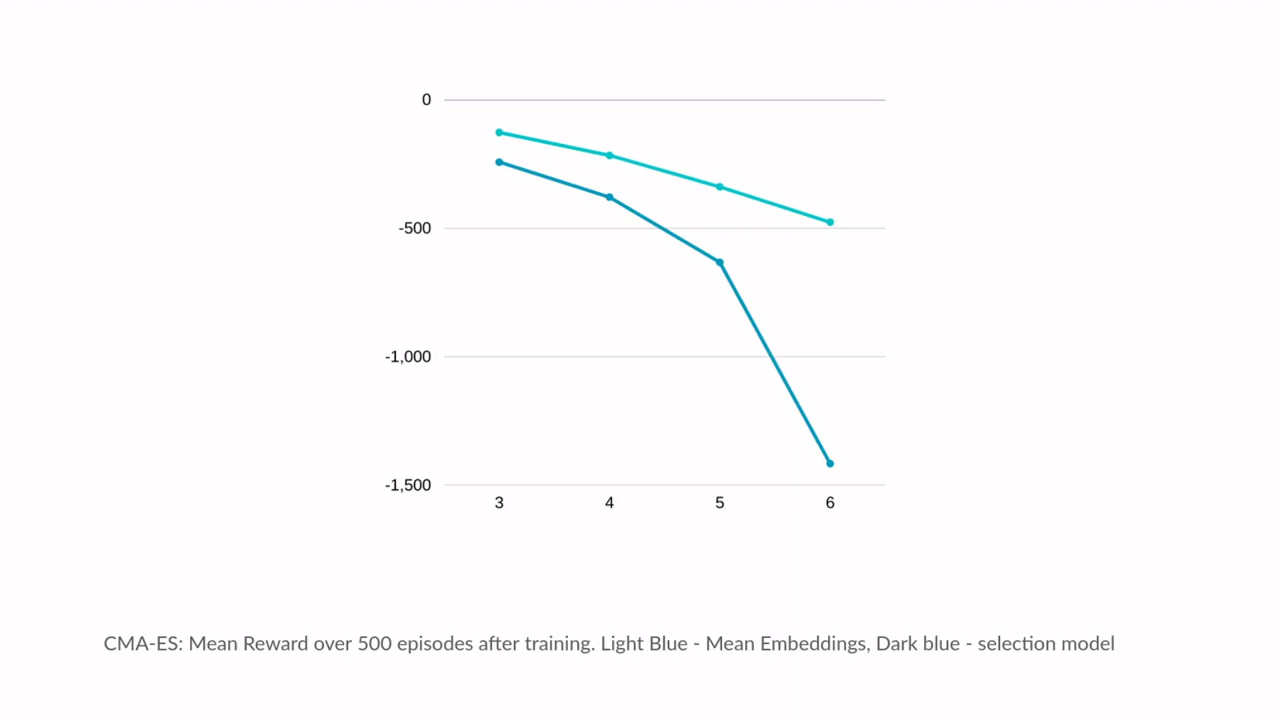 0
-500
-1,000
-1,500
3 4 5 6
CMA-ES: Mean Reward over 500 episodes after training. Light Blue - Mean Embeddings, Dark blue - selection model